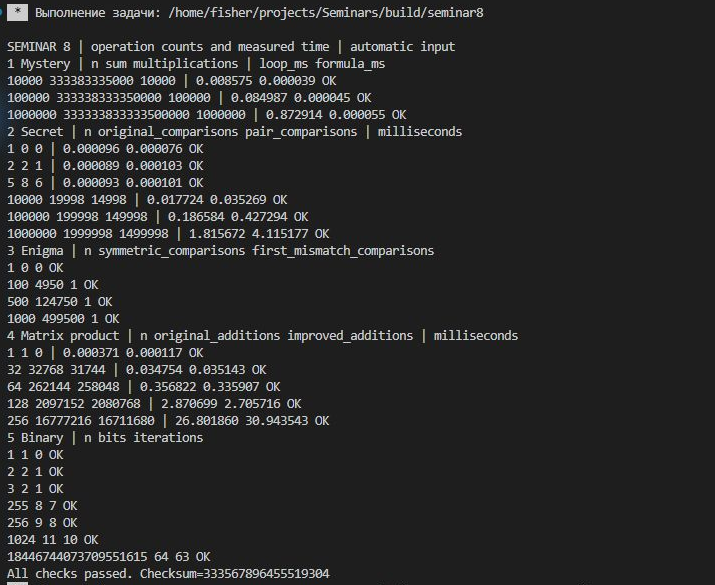 * Выполнение задачи: /home/fisher/projects/Seminars/build/seminar8
SEMINAR 8 | operation counts and measured time | automatic input
1 Mystery | n sum multiplications | loop_ms formula_ms
10000 333383335000 10000 | 0.008575 0.000039 OK
100000 333338333350000 100000 | 0.084987 0.000045 OK
1000000 333333833333500000 1000000 | 0.872914 0.000055 OK
2 Secret | n original_comparisons pair_comparisons | milliseconds
1 0 0 | 0.000096 0.000076 OK
2 2 1 | 0.000089 0.000103 OK
5 8 6 | 0.000093 0.000101 OK
10000 19998 14998 | 0.017724 0.035269 OK
100000 199998 149998 | 0.186584 0.427294 OK
1000000 1999998 1499998 | 1.815672 4.115177 OK
3 Enigma | n symmetric_comparisons first_mismatch_comparisons
1 0 0 OK
100 4950 1 OK
500 124750 1 OK
1000 499500 1 OK
4 Matrix product | n original_additions improved_additions | milliseconds
1 1 0 | 0.000371 0.000117 OK
32 32768 31744 | 0.034754 0.035143 OK
64 262144 258048 | 0.356822 0.335907 OK
128 2097152 2080768 | 2.870699 2.705716 OK
256 16777216 16711680 | 26.801860 30.943543 OK
5 Binary | n bits iterations
1 1 0 OK
2 2 1 OK
3 2 1 OK
255 8 7 OK
256 9 8 OK
1024 11 10 OK
18446744073709551615 64 63 OK
All checks passed. Checksum=333567896455519304